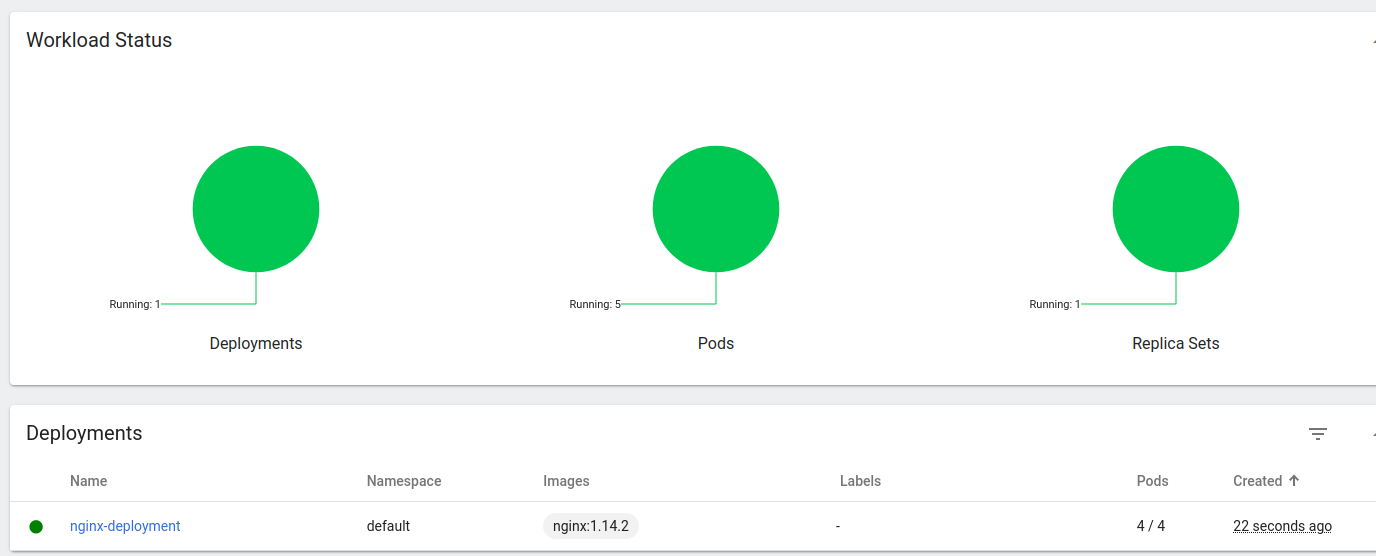 Workload Status
Running: 1 Running: 5 Running: 1
Deployments Pods Replica Sets
Deployments
Name Namespace Images Labels Pods Created
nginx-deployment default nginx:1.14.2 - 4 / 4 22 seconds ago